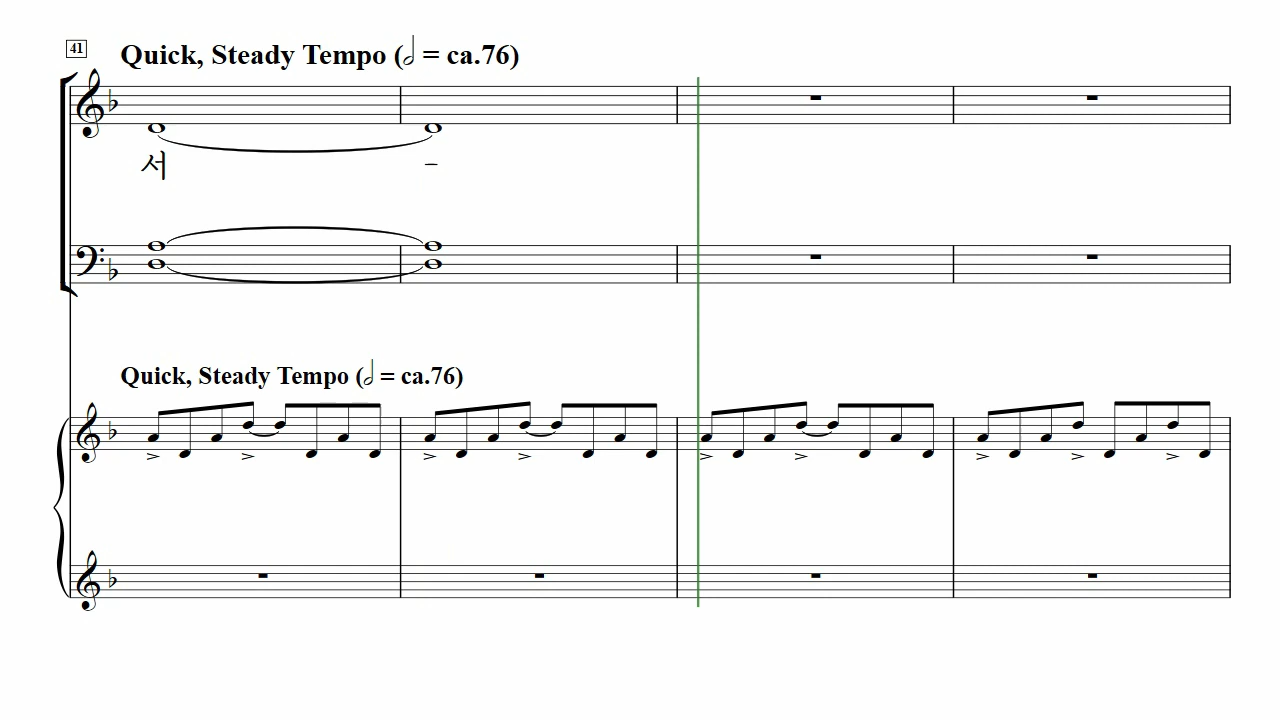 41
Quick, Steady Tempo (𝅗𝅥 = ca.76)
서 -
Quick, Steady Tempo (𝅗𝅥 = ca.76)